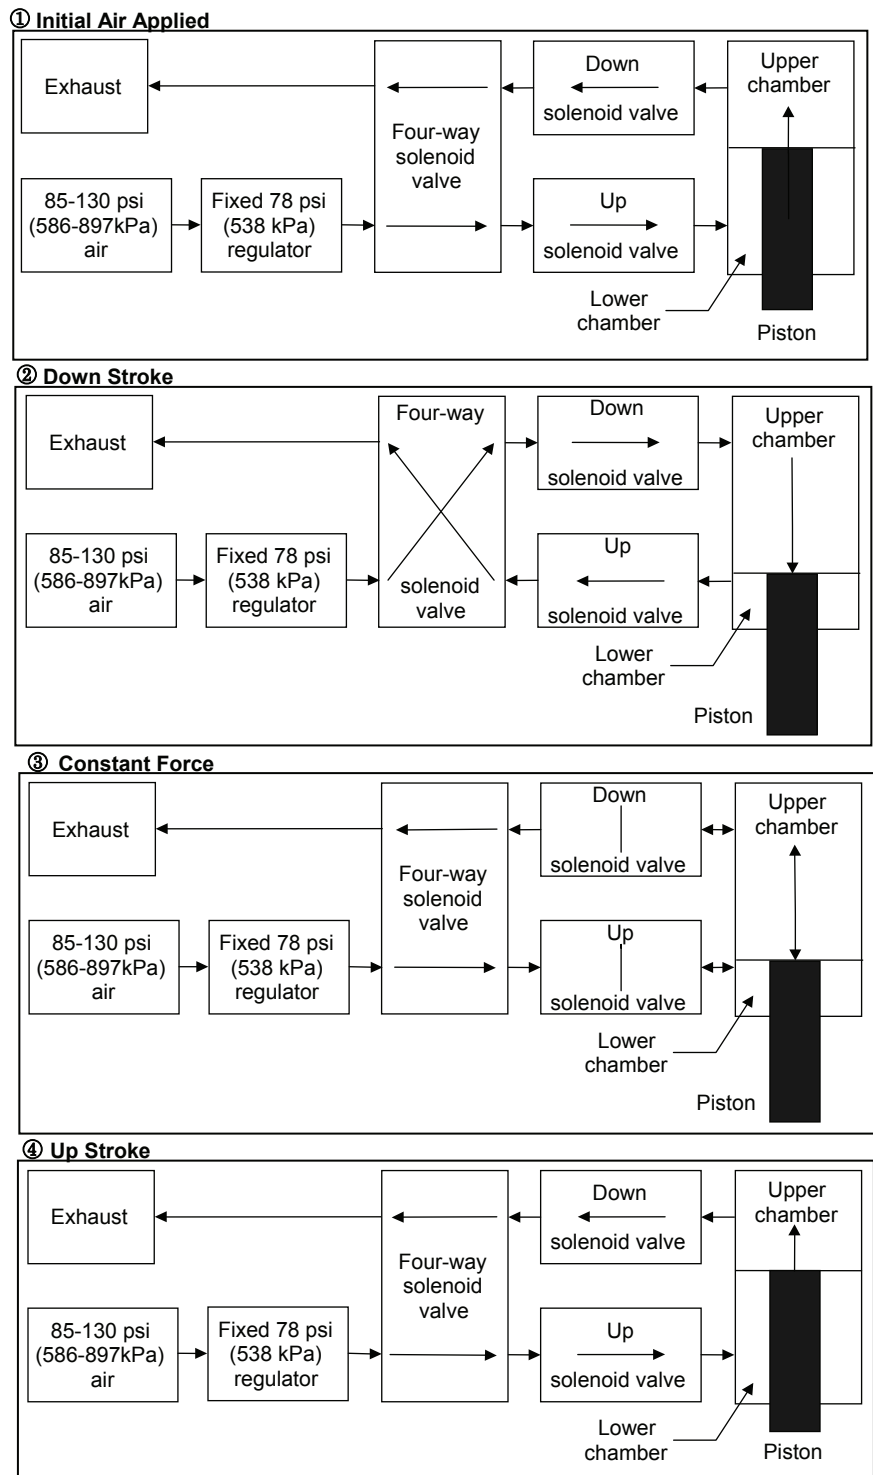 ① Initial Air Applied
Exhaust
Four-way
solenoid
valve
Down
solenoid valve
Upper
chamber
85-130 psi
(586-897kPa)
air
Fixed 78 psi
(538 kPa)
regulator
Up
solenoid valve
Lower
chamber
Piston
② Down Stroke
Exhaust
Four-way
solenoid
valve
Down
solenoid valve
Upper
chamber
85-130 psi
(586-897kPa)
air
Fixed 78 psi
(538 kPa)
regulator
Up
solenoid valve
Lower
chamber
Piston
③ Constant Force
Exhaust
Four-way
solenoid
valve
Down
solenoid valve
Upper
chamber
85-130 psi
(586-897kPa)
air
Fixed 78 psi
(538 kPa)
regulator
Up
solenoid valve
Lower
chamber
Piston
④ Up Stroke
Exhaust
Four-way
solenoid
valve
Down
solenoid valve
Upper
chamber
85-130 psi
(586-897kPa)
air
Fixed 78 psi
(538 kPa)
regulator
Up
solenoid valve
Lower
chamber
Piston